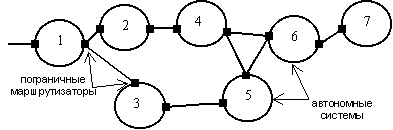 1
2
4
6
7
пограничные
маршрутизаторы
3
5
автономные
системы